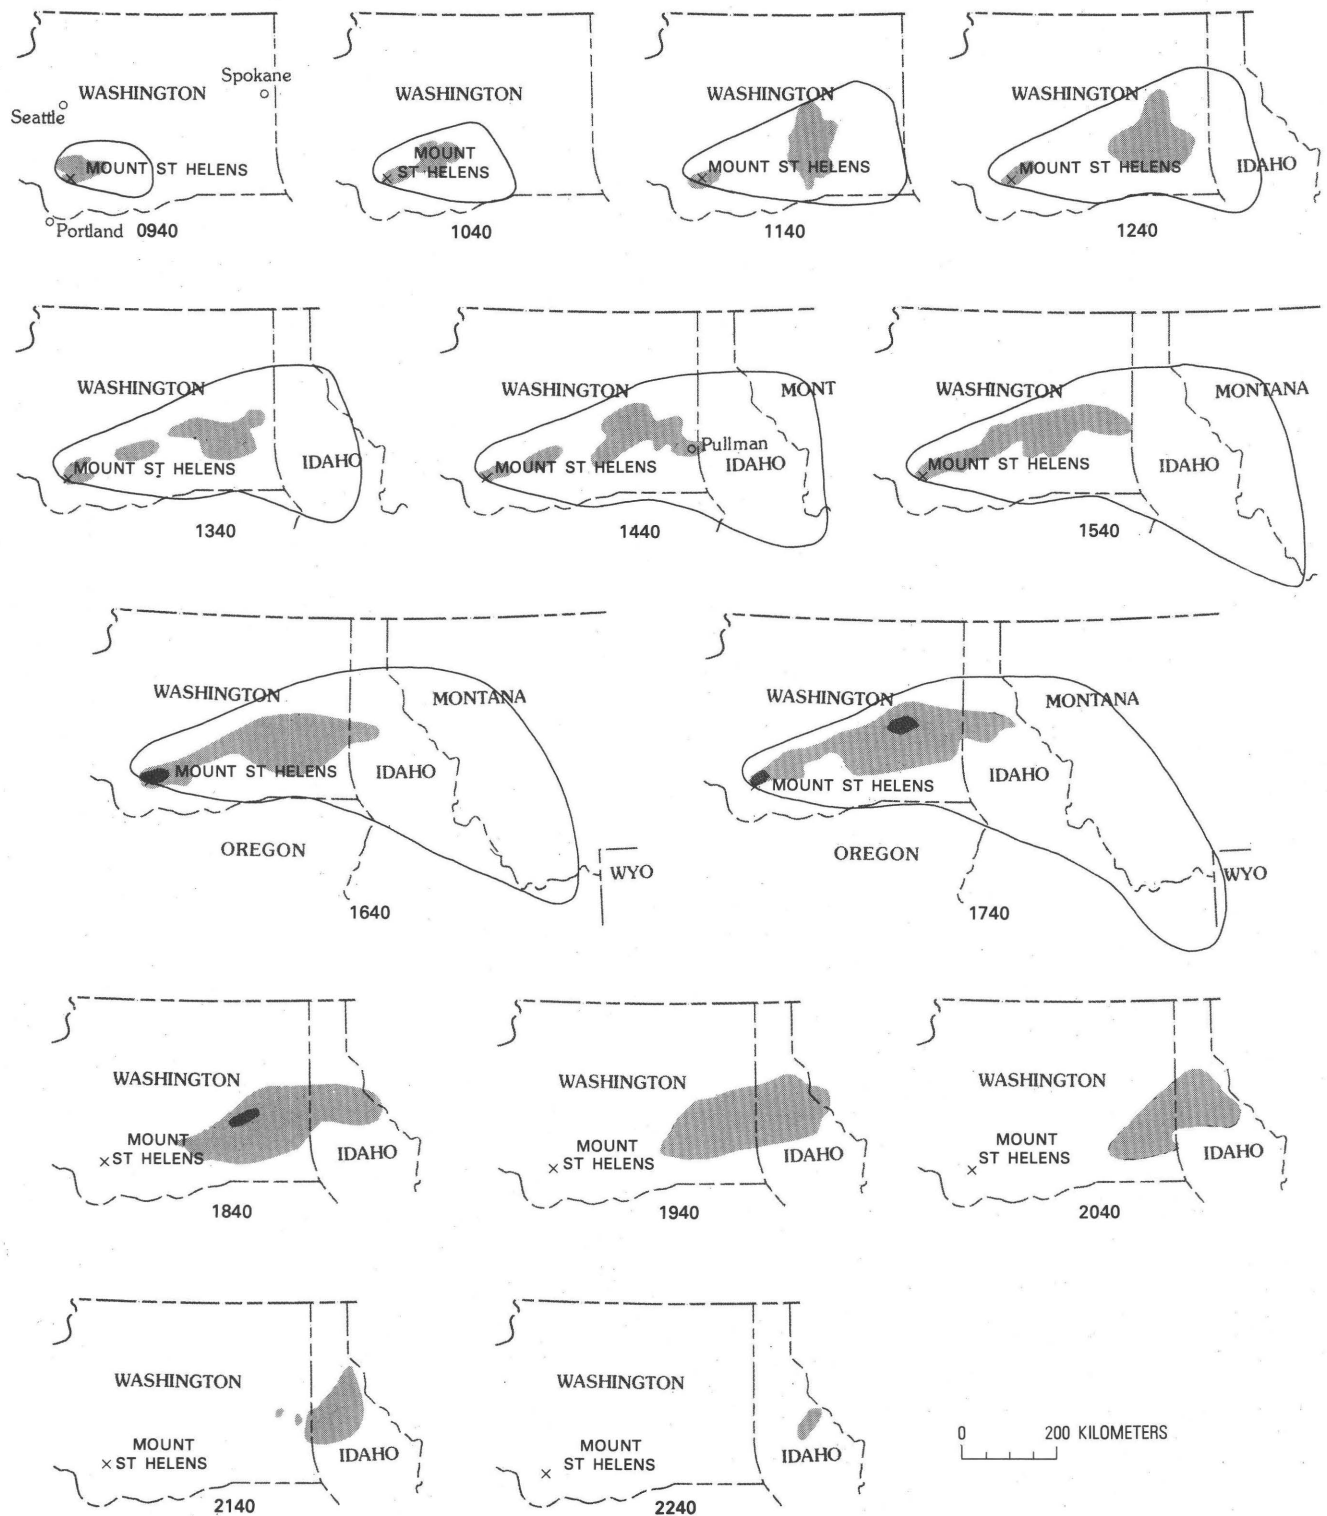 Spokane
WASHINGTON
Seattle
MOUNT ST HELENS
Portland 0940
WASHINGTON
MOUNT
ST HELENS
1040
WASHINGTON
MOUNT ST HELENS
1140
WASHINGTON
MOUNT ST HELENS
IDAHO
1240
WASHINGTON
MOUNT ST HELENS
IDAHO
1340
WASHINGTON
MONT
Pullman
MOUNT ST HELENS
IDAHO
1440
WASHINGTON
MONTANA
MOUNT ST HELENS
IDAHO
1540
WASHINGTON
MONTANA
MOUNT ST HELENS
IDAHO
OREGON
WYO
1640
WASHINGTON
MONTANA
MOUNT ST HELENS
IDAHO
OREGON
WYO
1740
WASHINGTON
MOUNT
ST HELENS
IDAHO
1840
WASHINGTON
MOUNT
ST HELENS
IDAHO
1940
WASHINGTON
MOUNT
ST HELENS
IDAHO
2040
WASHINGTON
MOUNT
ST HELENS
IDAHO
2140
WASHINGTON
MOUNT
ST HELENS
IDAHO
2240
0 200 KILOMETERS